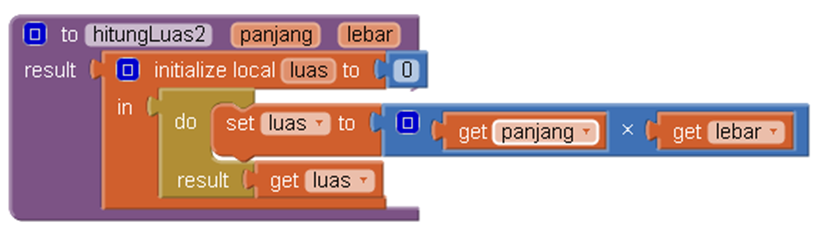 to hitungLuas2 panjang lebar
result initialize local luas to 0
in
do set luas to get panjang × get lebar
result get luas